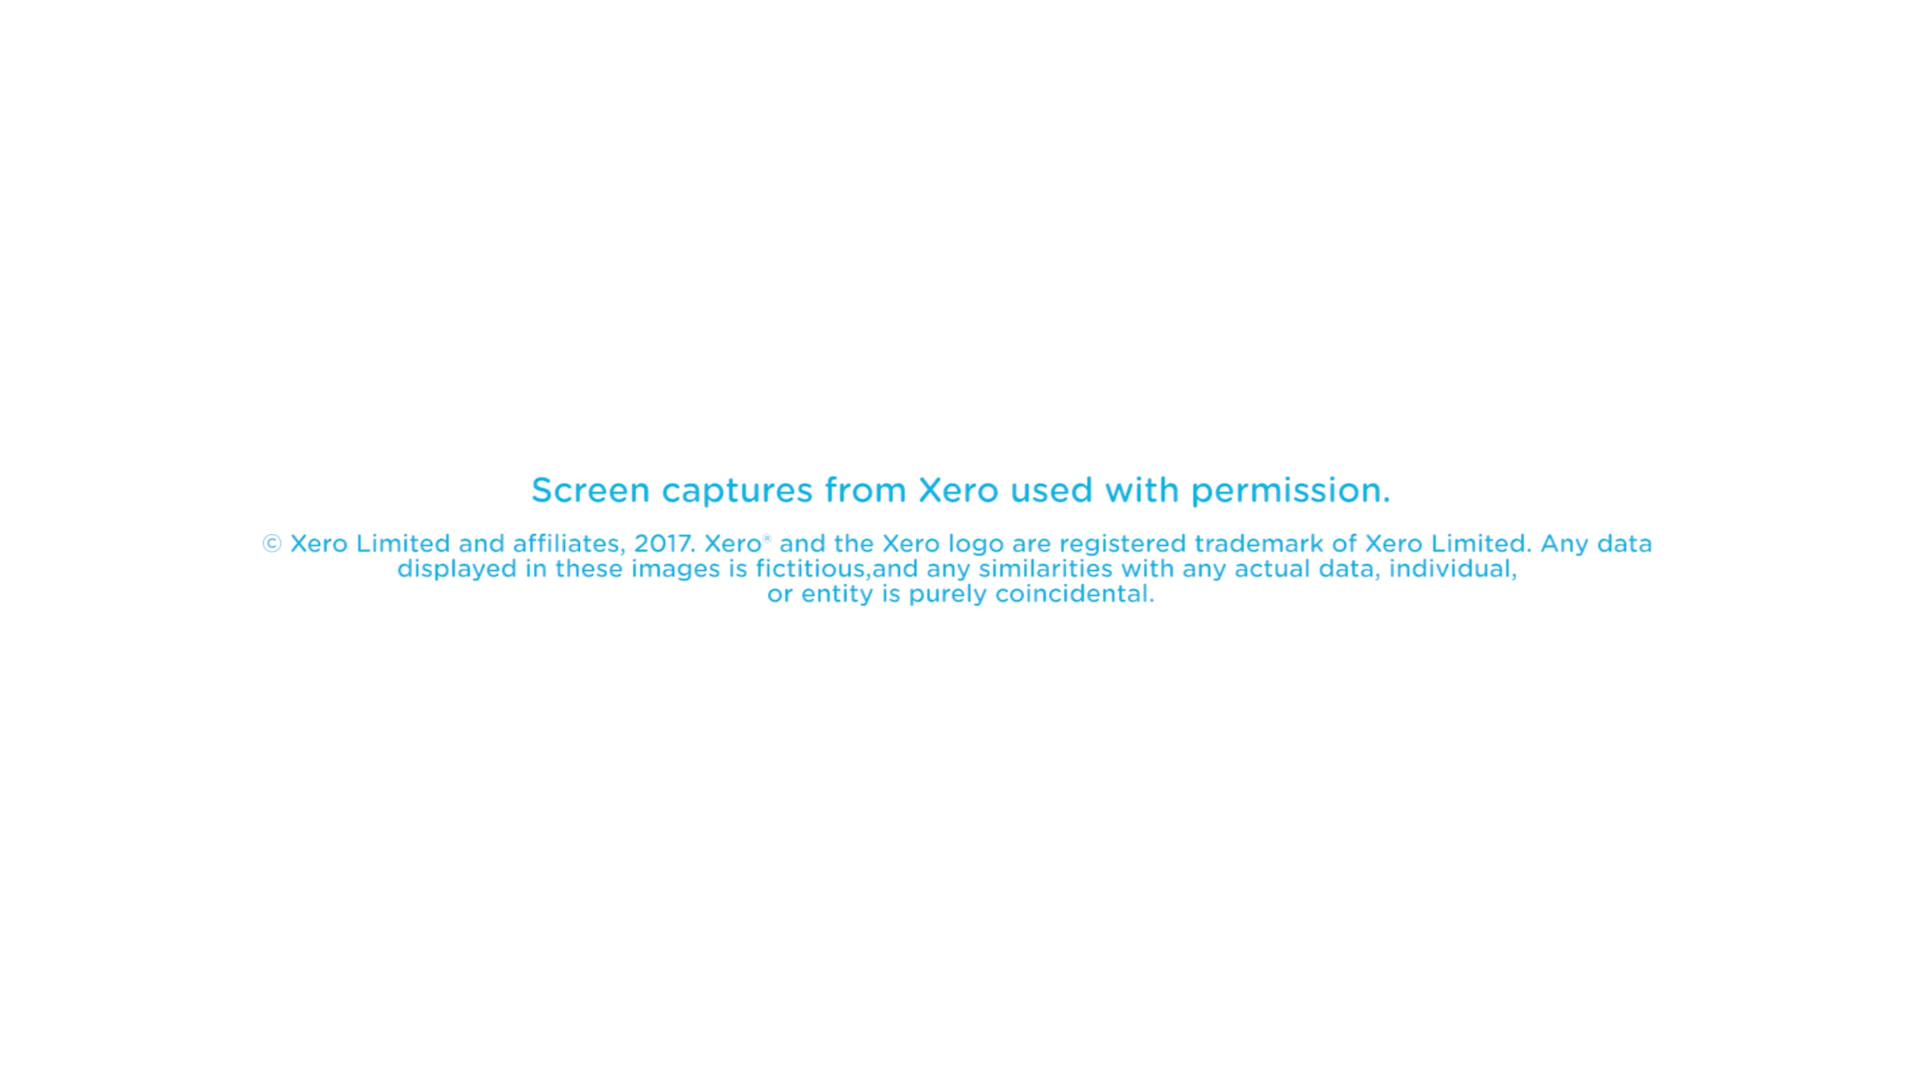 Screen captures from Xero used with permission.
© Xero Limited and affiliates, 2017. Xero® and the Xero logo are registered trademark of Xero Limited. Any data
displayed in these images is fictitious,and any similarities with any actual data, individual,
or entity is purely coincidental.